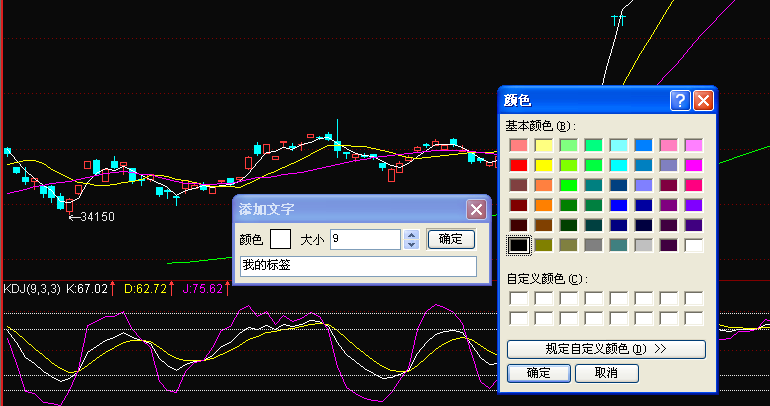 颜色
基本颜色(B):
34150
添加文字
颜色 大小 9 确定
我的标签
自定义颜色(C):
KDJ(9,3,3) K:67.02 D:62.72 J:75.62
规定自定义颜色(D) >>
确定 取消